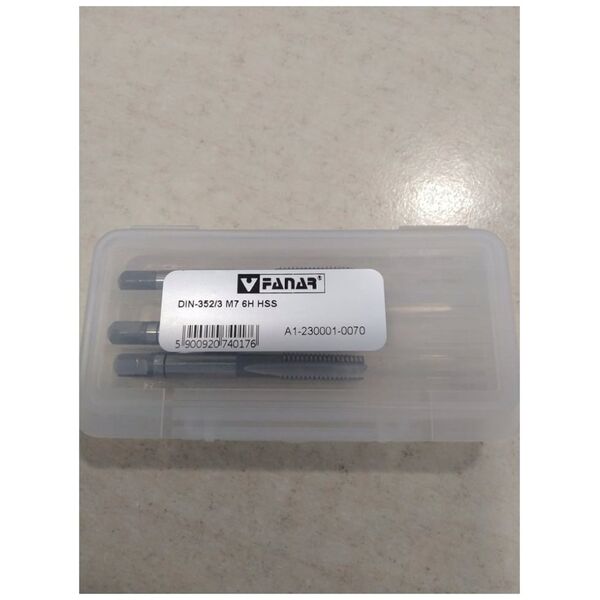 FANAR®
DIN-352/3 M7 6H HSS
A1-230001-0070
5 900920 740176